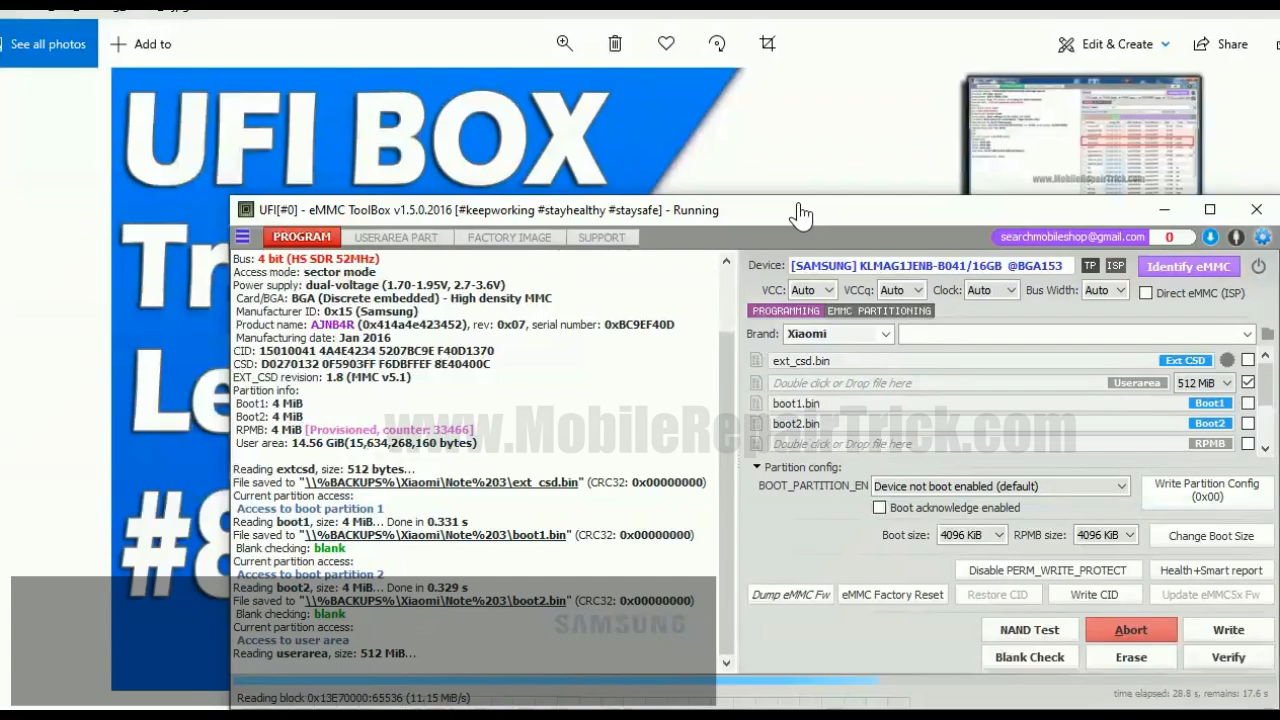 See all photos
Add to
Edit & Create
Share
UFI BOX
Tr
Le
#8
www.MobileRepairTrick.com
UFI[#0] - eMMC ToolBox v1.5.0.2016 [#keepworking #stayhealthy #staysafe] - Running
PROGRAM USERAREA PART FACTORY IMAGE SUPPORT
searchmobileshop@gmail.com 0
Bus: 4 bit (HS SDR 52MHz)
Access mode: sector mode
Power supply: dual-voltage (1.70-1.95V, 2.7-3.6V)
Card/BGA: BGA (Discrete embedded) - High density MMC
Manufacturer ID: 0x15 (Samsung)
Product name: AJNB4R (0x414a4e423452), rev: 0x07, serial number: 0xBC9EF40D
Manufacturing date: Jan 2016
CID: 15010041 4A4E4234 5207BC9E F40D1370
CSD: D0270132 0F5903FF F6DBFFEF 8E40400C
EXT_CSD revision: 1.8 (MMC v5.1)
Partition info:
Boot1: 4 MiB
Boot2: 4 MiB
RPMB: 4 MiB [Provisioned, counter: 33466]
User area: 14.56 GiB(15,634,268,160 bytes)
Reading extcsd, size: 512 bytes...
File saved to "\\%BACKUPS%\Xiaomi\Note%203\ext_csd.bin" (CRC32: 0x00000000)
Current partition access:
Access to boot partition 1
Reading boot1, size: 4 MiB... Done in 0.331 s
File saved to "\\%BACKUPS%\Xiaomi\Note%203\boot1.bin" (CRC32: 0x00000000)
Blank checking: blank
Current partition access:
Access to boot partition 2
Reading boot2, size: 4 MiB... Done in 0.329 s
File saved to "\\%BACKUPS%\Xiaomi\Note%203\boot2.bin" (CRC32: 0x00000000)
Blank checking: blank
Current partition access:
Access to user area
Reading userarea, size: 512 MiB...
Reading block 0x13E70000:65536 (11.15 MiB/s)
Device: [SAMSUNG] KLMAG1JENB-B041/16GB @BGA153 TP ISP Identify eMMC
VCC: Auto VCCq: Auto Clock: Auto Bus Width: Auto Direct eMMC (ISP)
PROGRAMMING EMMC PARTITIONING
Brand: Xiaomi
ext_csd.bin Ext CSD
Double click or Drop file here Userarea 512 MiB
boot1.bin Boot1
boot2.bin Boot2
Double click or Drop file here RPMB
www.MobileRepairTrick.com
Partition config:
BOOT_PARTITION_EN Device not boot enabled (default) Write Partition Config (0x00)
Boot acknowledge enabled
Boot size: 4096 KiB RPMB size: 4096 KiB Change Boot Size
Disable PERM_WRITE_PROTECT Health+Smart report
Dump eMMC Fw eMMC Factory Reset Restore CID Write CID Update eMMC5x Fw
SAMSUNG
NAND Test Abort Write
Blank Check Erase Verify
time elapsed: 28.8 s, remains: 17.6 s